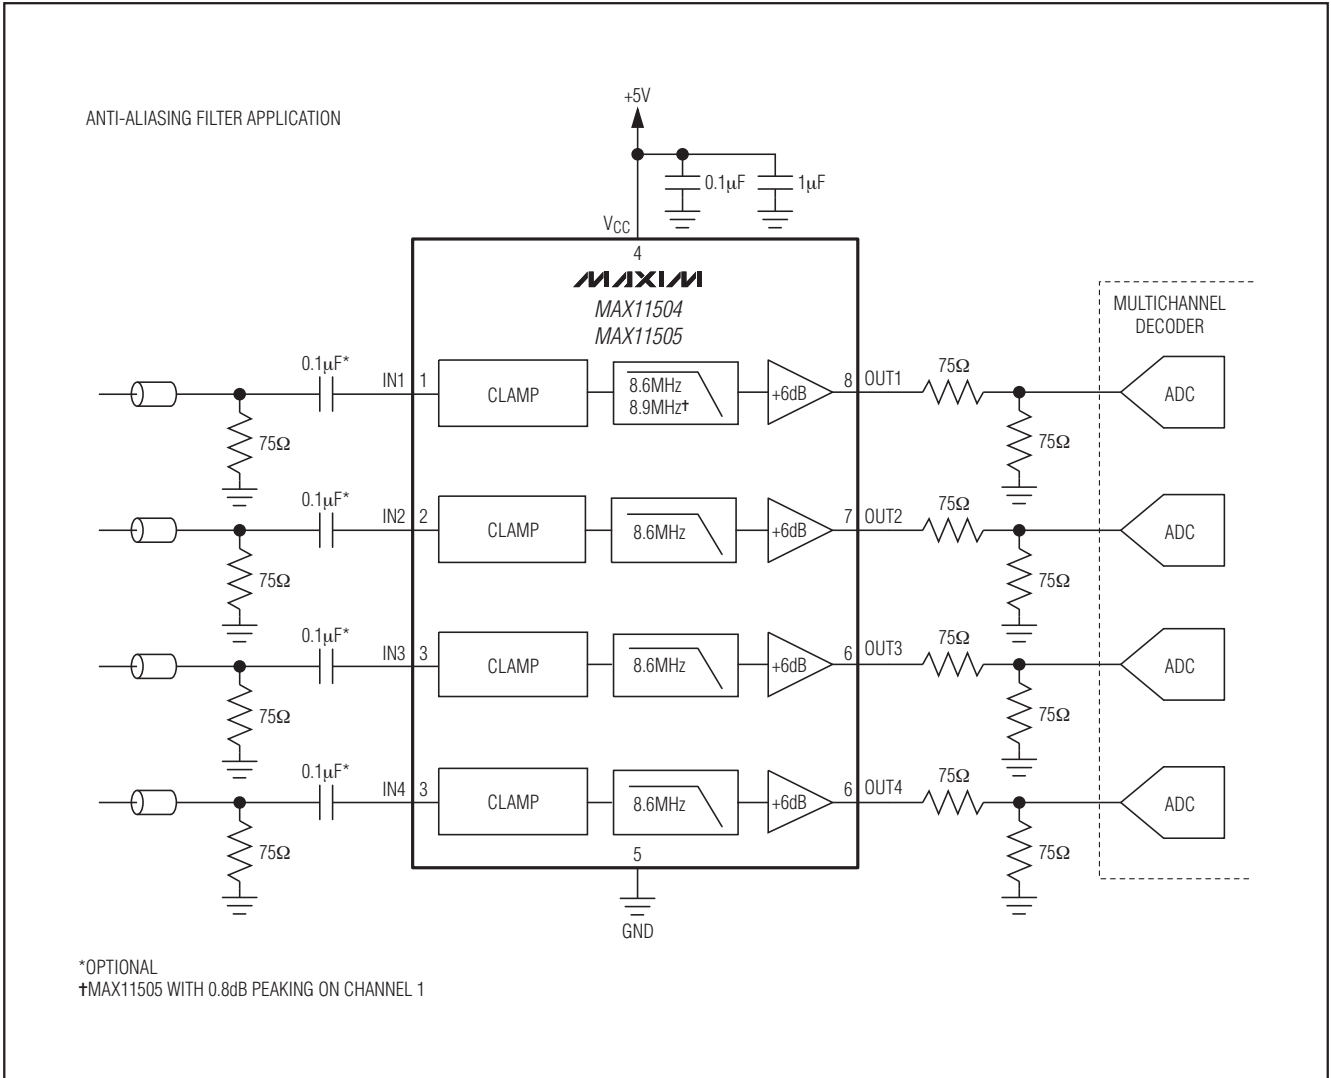 ANTI-ALIASING FILTER APPLICATION
+5V
0.1µF
1µF
VCC
4
MAXIM
MAX11504
MAX11505
MULTICHANNEL
DECODER
0.1µF*
IN1
1
CLAMP
8.6MHz
8.9MHz†
+6dB
8
OUT1
75Ω
ADC
75Ω
75Ω
0.1µF*
IN2
2
CLAMP
8.6MHz
+6dB
7
OUT2
75Ω
ADC
75Ω
75Ω
0.1µF*
IN3
3
CLAMP
8.6MHz
+6dB
6
OUT3
75Ω
ADC
75Ω
75Ω
0.1µF*
IN4
3
CLAMP
8.6MHz
+6dB
6
OUT4
75Ω
ADC
75Ω
75Ω
5
GND
*OPTIONAL
†MAX11505 WITH 0.8dB PEAKING ON CHANNEL 1